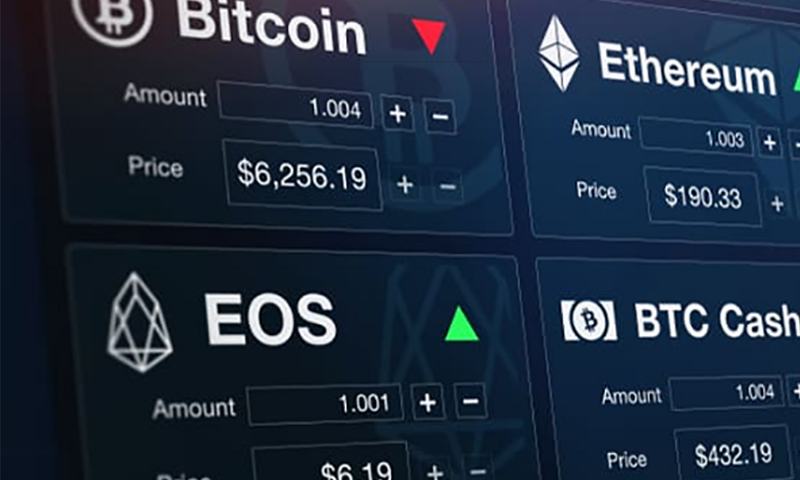 Bitcoin
Amount 1.004 + −
Price $6,256.19 + −
Ethereum
Amount 1.003 +
Price $190.33 +
EOS
Amount 1.001 + −
Price $6.19 + −
BTC Cash
Amount 1.004 +
Price $432.19